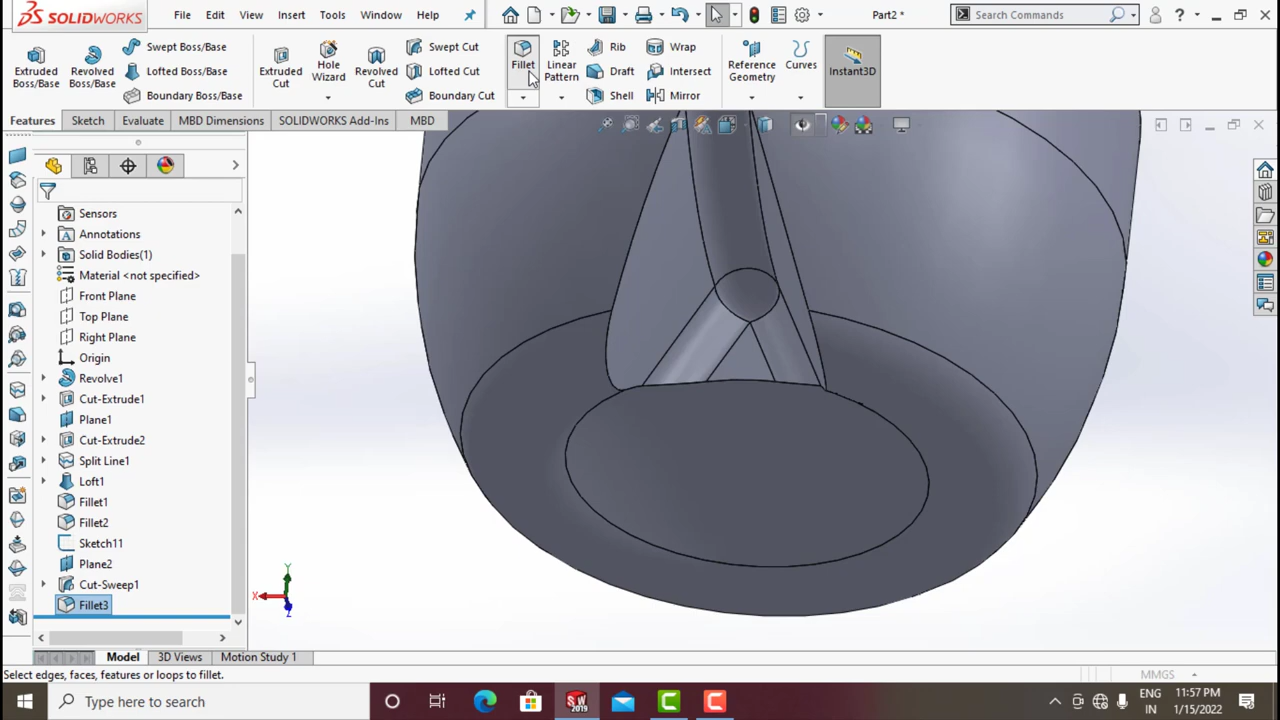 SOLIDWORKS File Edit View Insert Tools Window Help Part2 * Search Commands ?
Extruded Boss/Base
Revolved Boss/Base
Swept Boss/Base
Lofted Boss/Base
Boundary Boss/Base
Extruded Cut
Hole Wizard
Revolved Cut
Swept Cut
Lofted Cut
Boundary Cut
Fillet
Linear Pattern
Rib
Draft
Shell
Wrap
Intersect
Mirror
Reference Geometry
Curves
Instant3D
Features Sketch Evaluate MBD Dimensions SOLIDWORKS Add-Ins MBD
Sensors
Annotations
Solid Bodies(1)
Material <not specified>
Front Plane
Top Plane
Right Plane
Origin
Revolve1
Cut-Extrude1
Plane1
Cut-Extrude2
Split Line1
Loft1
Fillet1
Fillet2
Sketch11
Plane2
Cut-Sweep1
Fillet3
Y
X
Z
Model 3D Views Motion Study 1
Select edges, faces, features or loops to fillet. MMGS
Type here to search
SW 2019
ENG IN
11:57 PM
1/15/2022